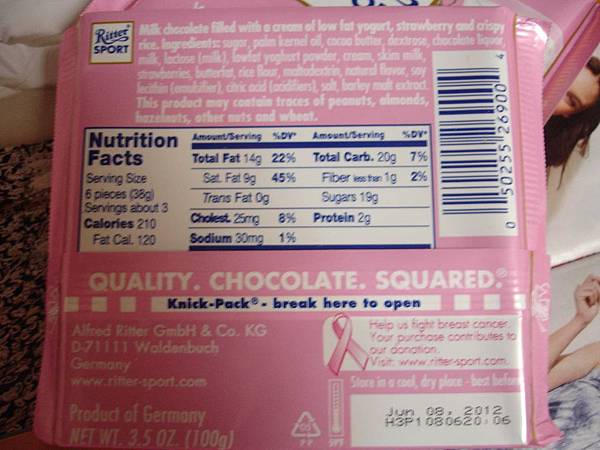 Ritter
SPORT
Milk chocolate filled with a cream of low fat yogurt, strawberry and crispy
rice. Ingredients: sugar, palm kernel oil, cocoa butter, dextrose, chocolate liquor
milk, lactose (milk), lowfat yoghurt powder, cream, skim milk,
strawberries, butterfat, rice flour, maltodextrin, natural flavor, soy
lecithin (emulsifier), citric acid (acidifiers), salt, barley malt extract.
This product may contain traces of peanuts, almonds,
hazelnuts, other nuts and wheat.
Nutrition
Facts
Serving Size
6 pieces (38g)
Servings about 3
Calories 210
Fat Cal. 120
Amount/Serving %DV* Amount/Serving %DV*
Total Fat 14g 22% Total Carb. 20g 7%
Sat. Fat 9g 45% Fiber less than 1g 2%
Trans Fat 0g Sugars 19g
Cholest. 25mg 8% Protein 2g
Sodium 30mg 1%
0 50255 26900 4
QUALITY. CHOCOLATE. SQUARED.®
Knick-Pack® - break here to open
Alfred Ritter GmbH & Co. KG
D-71111 Waldenbuch
Germany
www.ritter-sport.com
Product of Germany
NET WT. 3.5 OZ. (100g)
Help us fight breast cancer.
Your purchase contributes to
our donation.
Visit: www.ritter-sport.com.
Store in a cool, dry place - best before
Jun 08, 2012
H3P1080620 06
05
PP